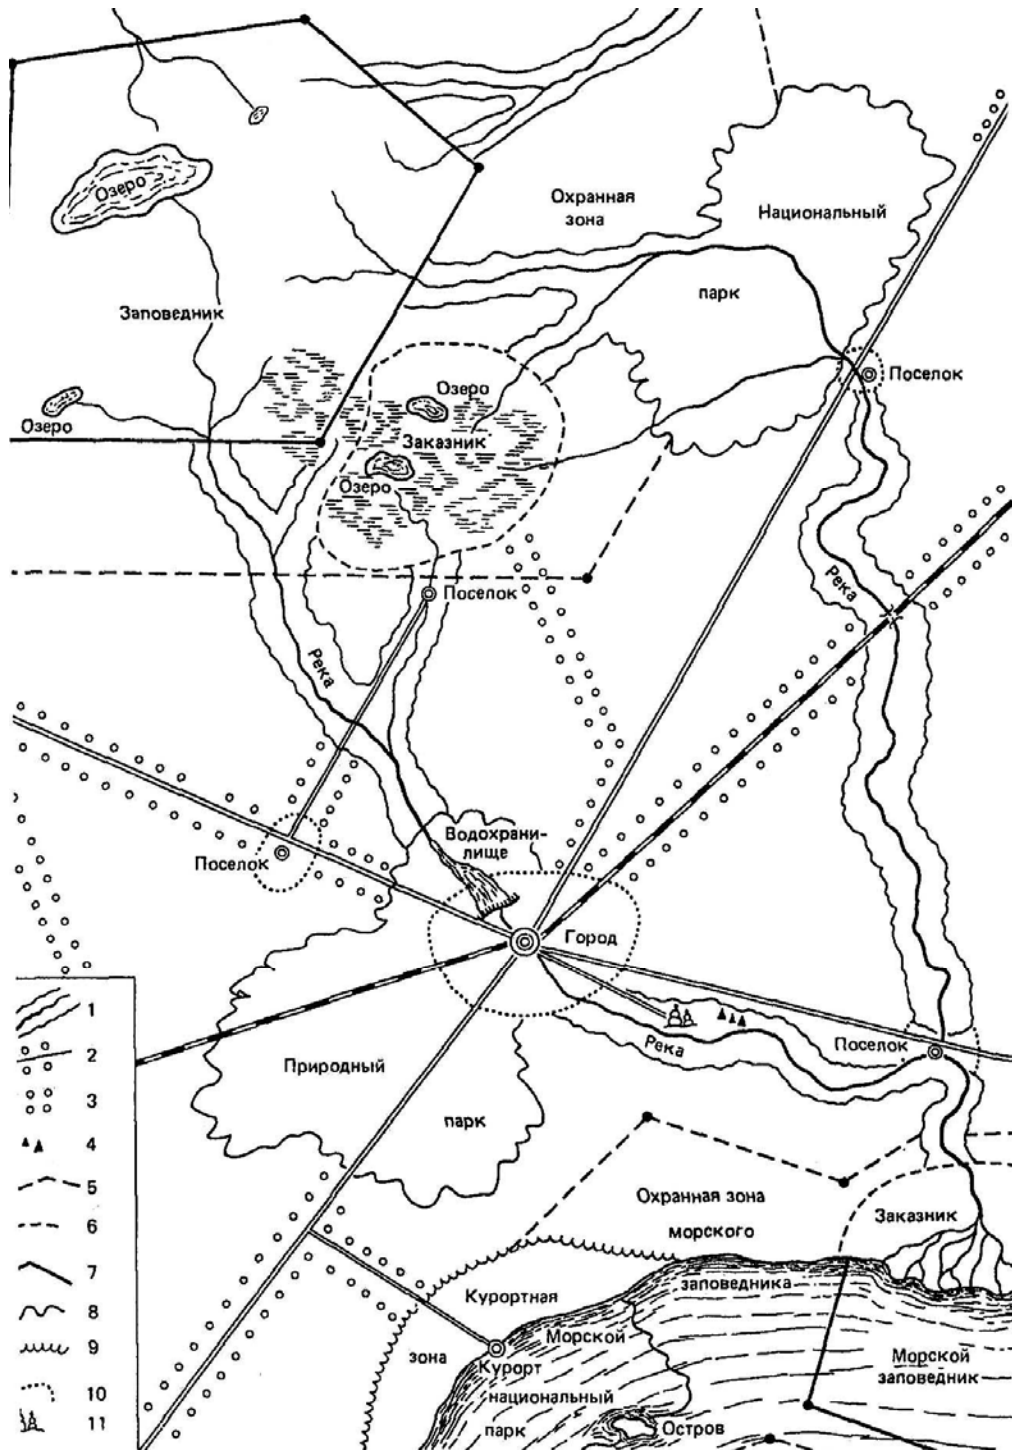 Озеро
Охранная
зона
Национальный
парк
Заповедник
Поселок
Озеро
Озеро
Заказник
Озеро
Поселок
Река
Река
Водохрани-
лище
Поселок
Город
Природный
парк
Река
Поселок
Охранная зона
морского
заповедника
Заказник
Курортная
зона
Морской
национальный
парк
Курорт
Остров
Морской
заповедник
1
2
3
4
5
6
7
8
9
10
11